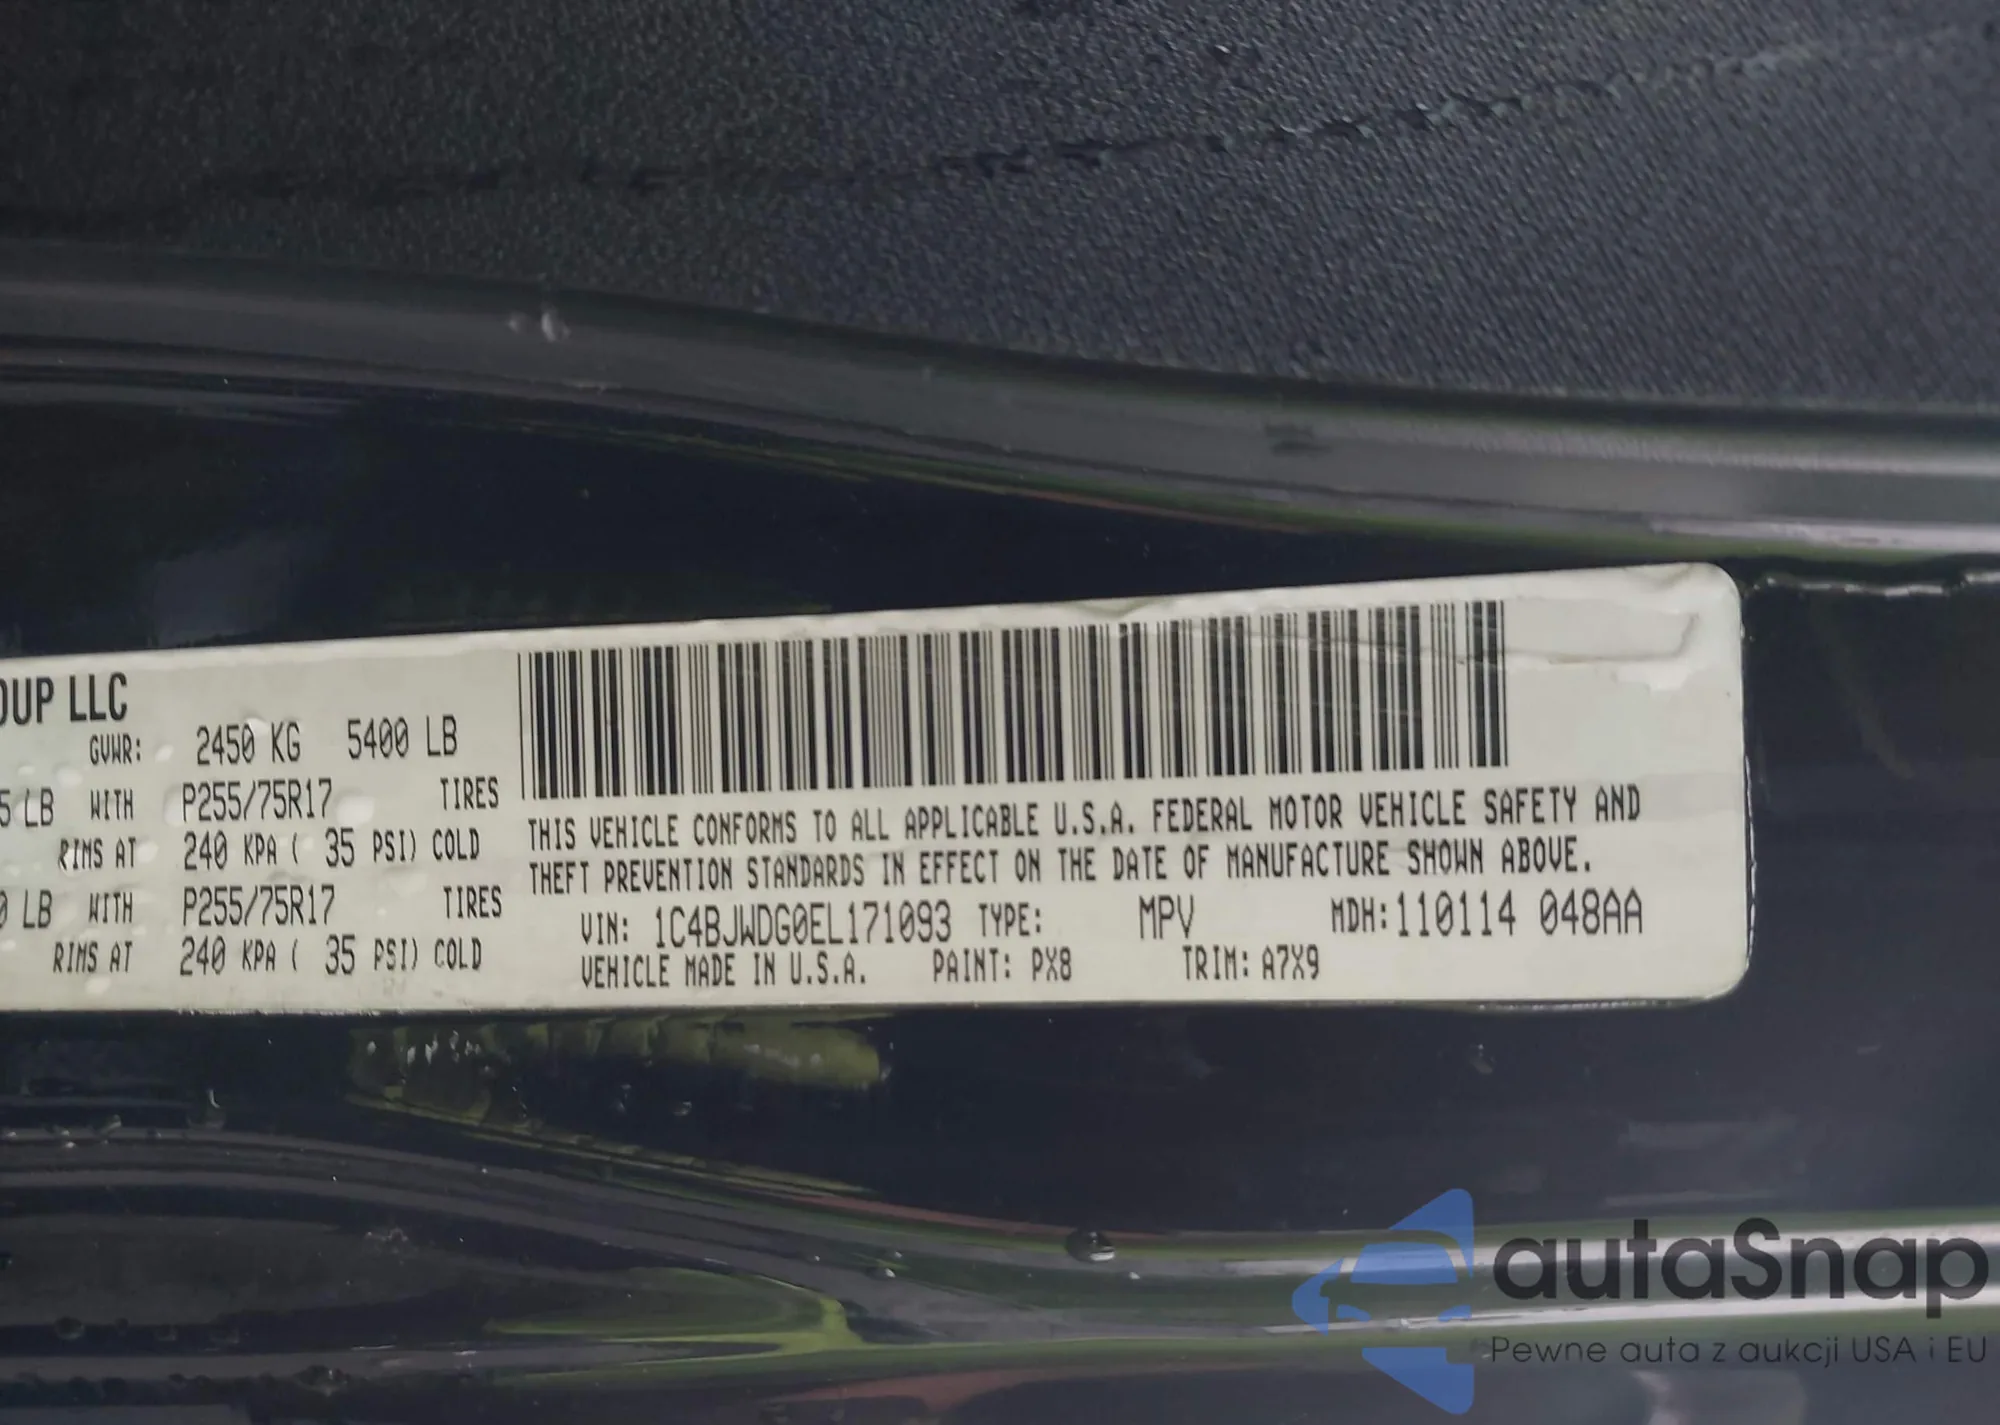 OUP LLC
GVWR: 2450 KG 5400 LB
5 LB WITH P255/75R17 TIRES
RIMS AT 240 KPA ( 35 PSI) COLD
0 LB WITH P255/75R17 TIRES
RIMS AT 240 KPA ( 35 PSI) COLD
THIS VEHICLE CONFORMS TO ALL APPLICABLE U.S.A. FEDERAL MOTOR VEHICLE SAFETY AND
THEFT PREVENTION STANDARDS IN EFFECT ON THE DATE OF MANUFACTURE SHOWN ABOVE.
VIN: 1C4BJWDG0EL171093 TYPE: MPV MDH:110114 048AA
VEHICLE MADE IN U.S.A. PAINT: PX8 TRIM: A7X9
autaSnap
Pewne auta z aukcji USA i EU